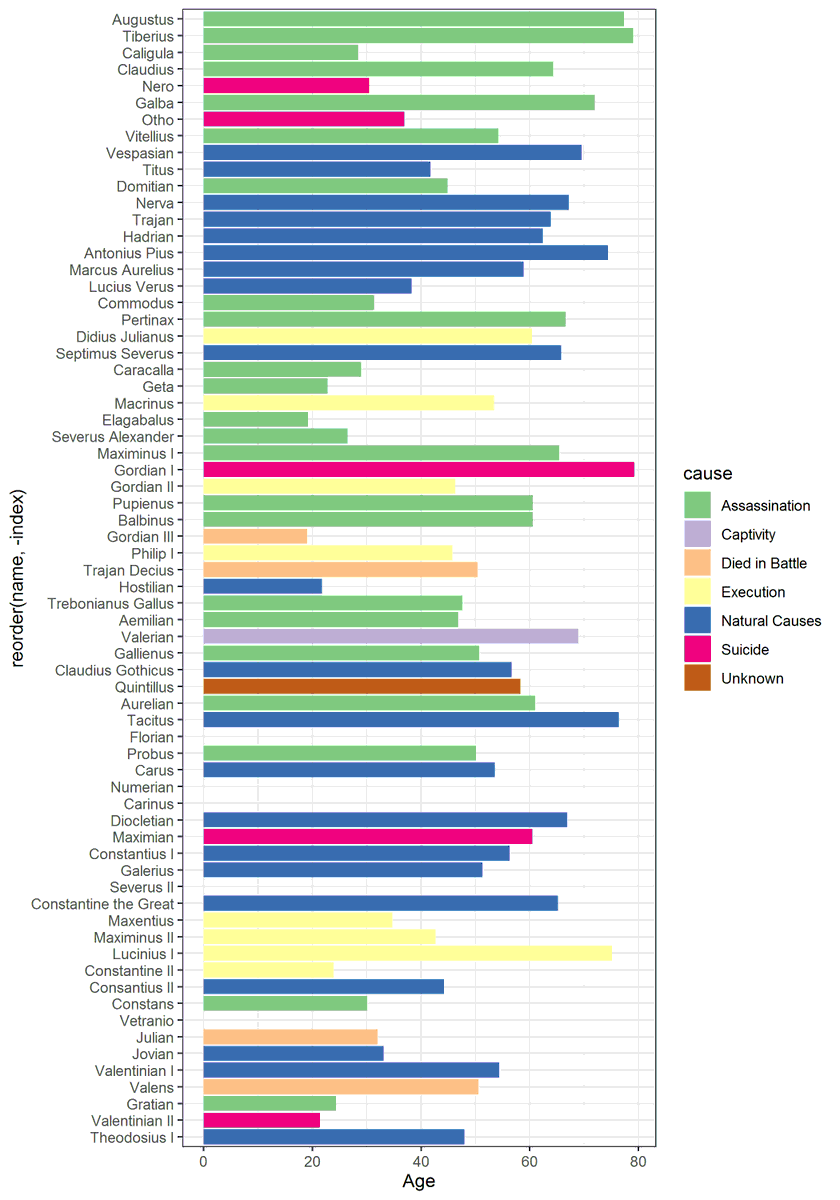 Augustus
Tiberius
Caligula
Claudius
Nero
Galba
Otho
Vitellius
Vespasian
Titus
Domitian
Nerva
Trajan
Hadrian
Antonius Pius
Marcus Aurelius
Lucius Verus
Commodus
Pertinax
Didius Julianus
Septimus Severus
Caracalla
Geta
Macrinus
Elagabalus
Severus Alexander
Maximinus I
Gordian I
Gordian II
Pupienus
Balbinus
Gordian III
Philip I
Trajan Decius
Hostilian
Trebonianus Gallus
Aemilian
Valerian
Gallienus
Claudius Gothicus
Quintillus
Aurelian
Tacitus
Florian
Probus
Carus
Numerian
Carinus
Diocletian
Maximian
Constantius I
Galerius
Severus II
Constantine the Great
Maxentius
Maximinus II
Lucinius I
Constantine II
Consantius II
Constans
Vetranio
Julian
Jovian
Valentinian I
Valens
Gratian
Valentinian II
Theodosius I
reorder(name, -index)
0 20 40 60 80
Age
cause
Assassination
Captivity
Died in Battle
Execution
Natural Causes
Suicide
Unknown